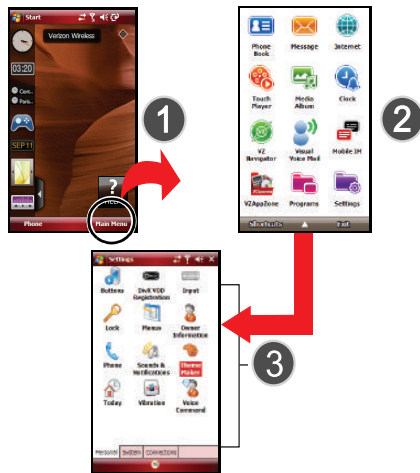 Start
Verizon Wireless
03:20
SEP 11
?
Phone
Main Menu
1
Phone Book
Message
Internet
Touch Player
Media Album
Clock
VZ Navigator
Visual Voice Mail
Mobile IM
VZAppZone
Programs
Settings
Shortcuts
Exit
2
Settings
Buttons
DivX VOD Registration
Input
Lock
Menus
Owner Information
Phone
Sounds & Notifications
Theme Maker
Today
Vibration
Voice Command
Personal
System
Connections
3